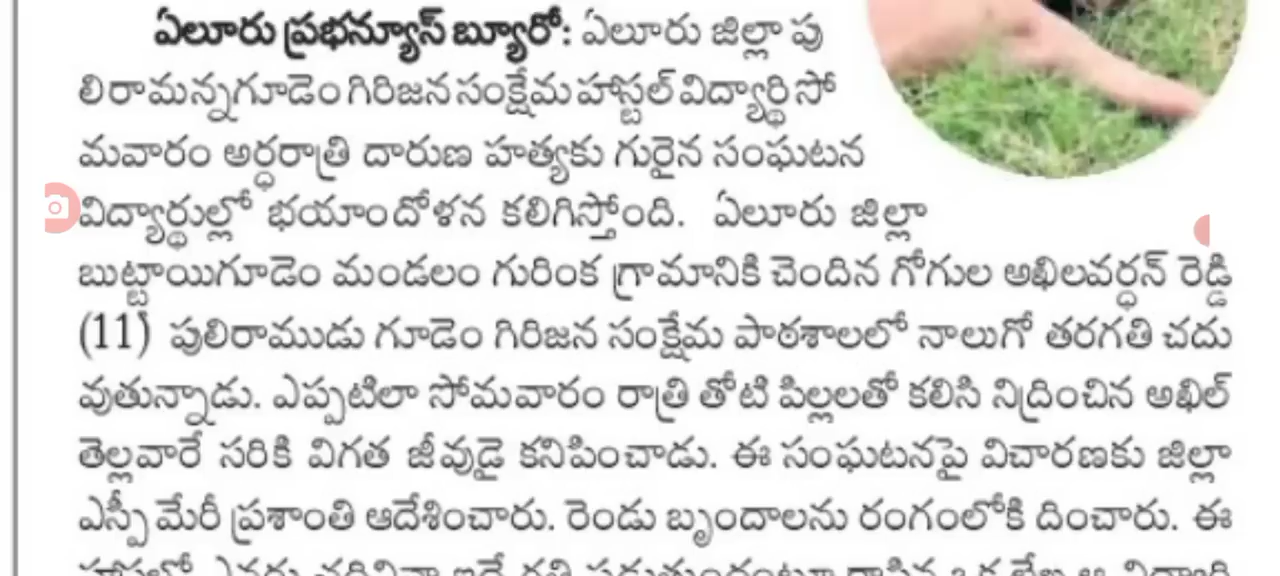 ఏలూరు ప్రభన్యూస్ బ్యూరో: ఏలూరు జిల్లా పు
లిరామన్నగూడెం గిరిజన సంక్షేమ హాస్టల్ విద్యార్థి సో
మవారం అర్ధరాత్రి దారుణ హత్యకు గురైన సంఘటన
విద్యార్థుల్లో భయాందోళన కలిగిస్తోంది. ఏలూరు జిల్లా
బుట్టాయిగూడెం మండలం గురింక గ్రామానికి చెందిన గోగుల అఖిలవర్ధన్ రెడ్డి
(11) పులిరాముడు గూడెం గిరిజన సంక్షేమ పాఠశాలలో నాలుగో తరగతి చదు
వుతున్నాడు. ఎప్పటిలా సోమవారం రాత్రి తోటి పిల్లలతో కలిసి నిద్రించిన అఖిల్
తెల్లవారే సరికి విగత జీవుడై కనిపించాడు. ఈ సంఘటనపై విచారణకు జిల్లా
ఎస్పీ మేరీ ప్రశాంతి ఆదేశించారు. రెండు బృందాలను రంగంలోకి దించారు. ఈ